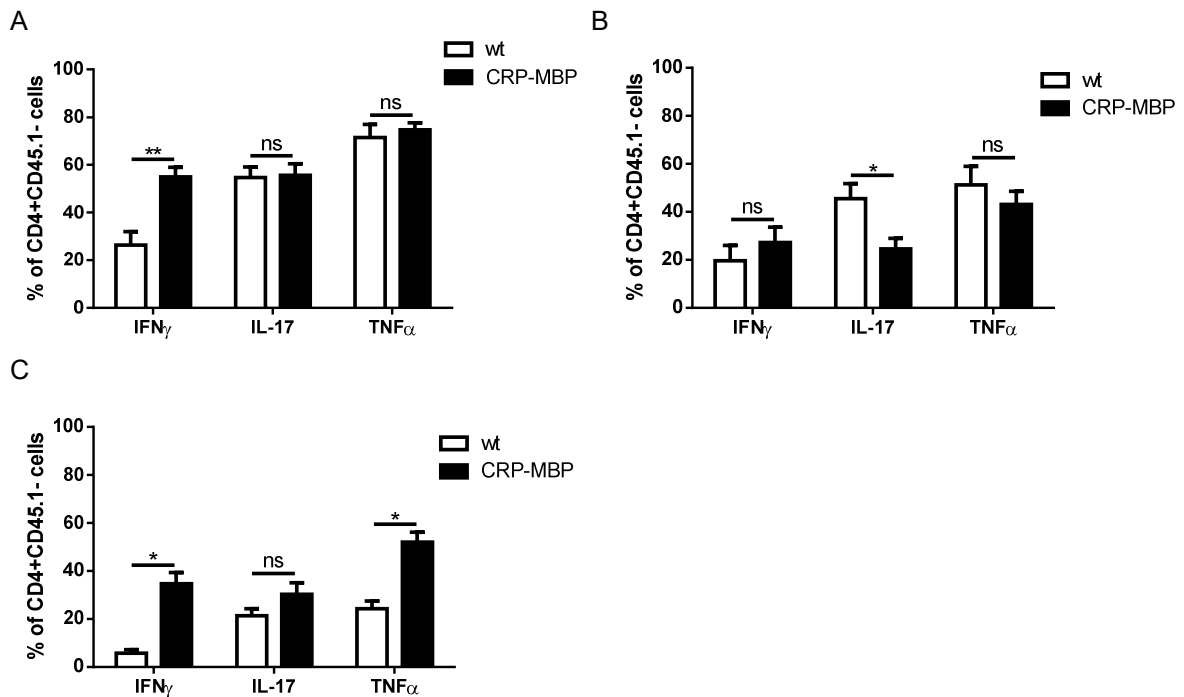 A
wt
CRP-MBP
% of CD4+CD45.1- cells
100
80
60
40
20
0
**
ns
ns
IFNγ IL-17 TNFα
B
wt
CRP-MBP
% of CD4+CD45.1- cells
100
80
60
40
20
0
ns
*
ns
IFNγ IL-17 TNFα
C
wt
CRP-MBP
% of CD4+CD45.1- cells
100
80
60
40
20
0
*
ns
*
IFNγ IL-17 TNFα